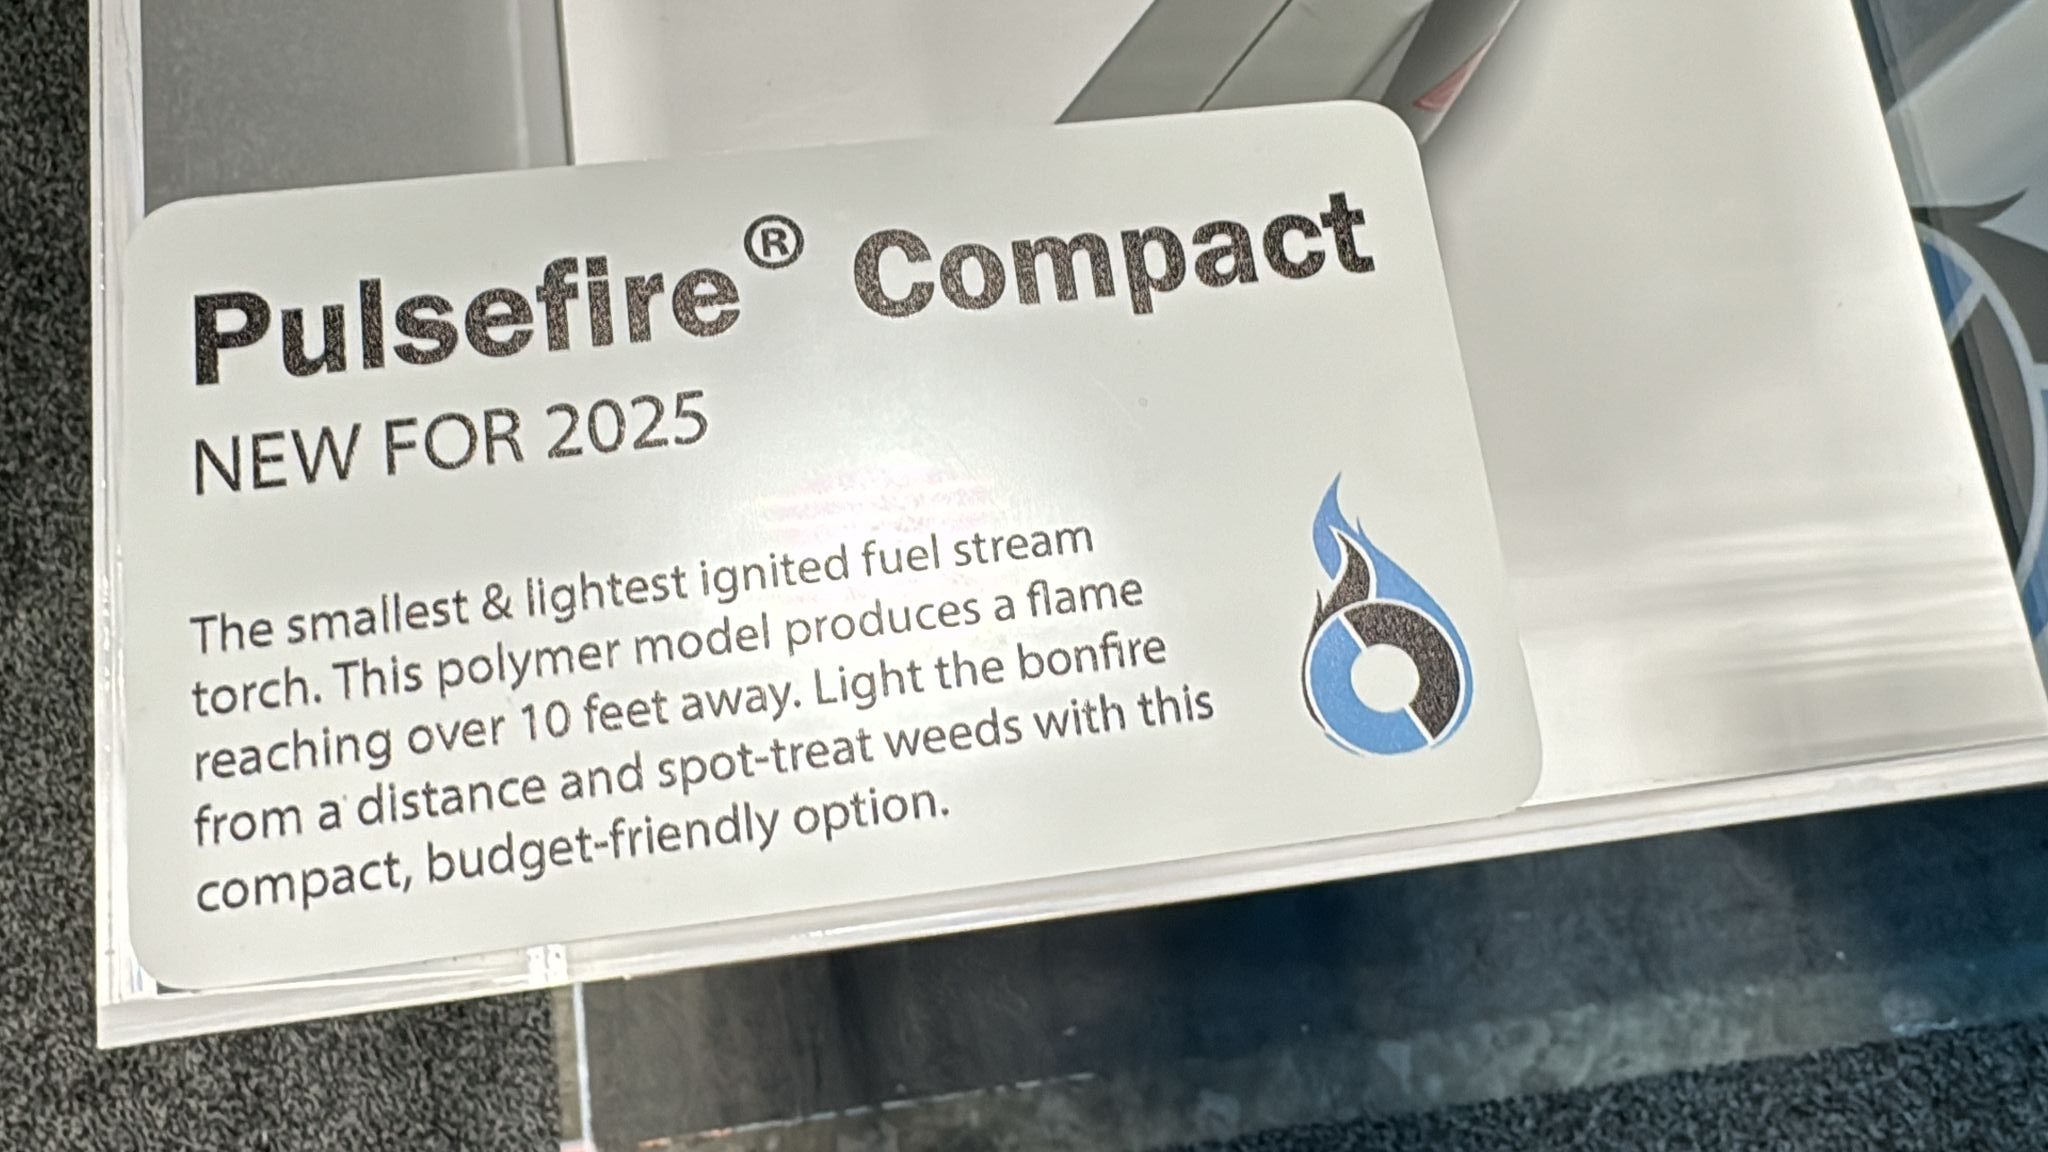 Pulsefire® Compact
NEW FOR 2025
The smallest & lightest ignited fuel stream
torch. This polymer model produces a flame
reaching over 10 feet away. Light the bonfire
from a distance and spot-treat weeds with this
compact, budget-friendly option.